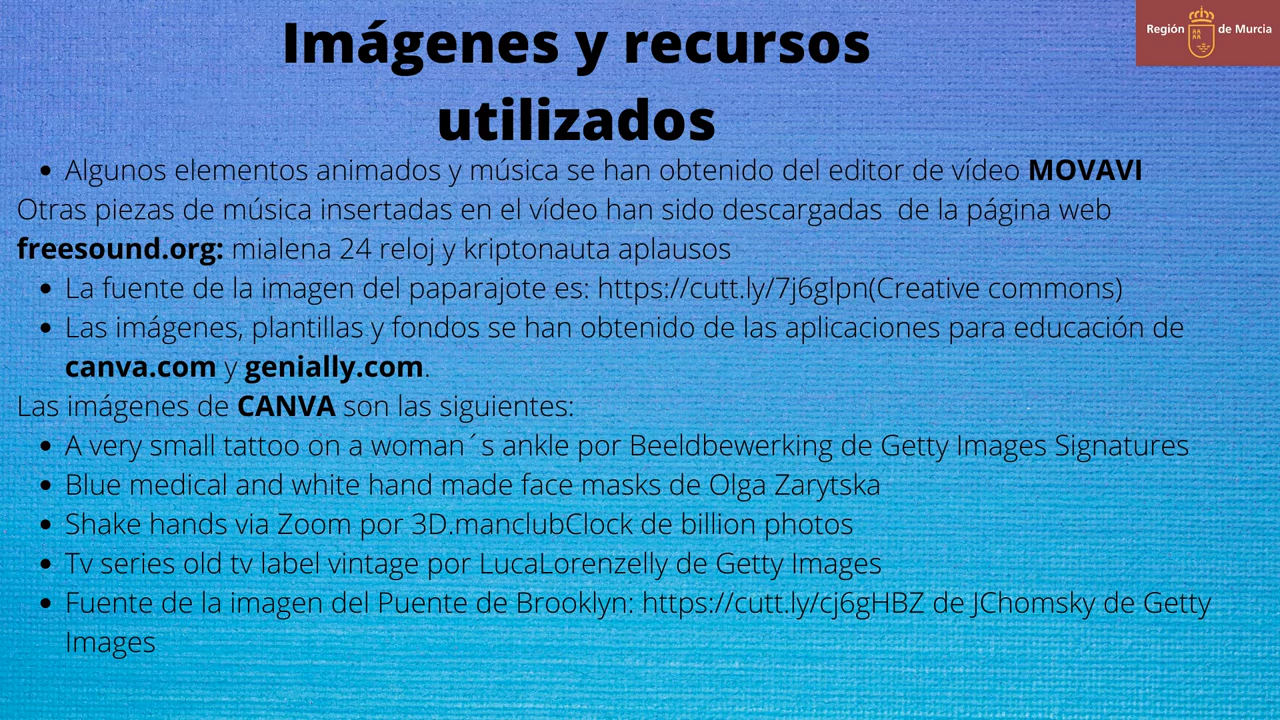 Imágenes y recursos
utilizados
Región de Murcia
• Algunos elementos animados y música se han obtenido del editor de vídeo MOVAVI
Otras piezas de música insertadas en el vídeo han sido descargadas  de la página web
freesound.org: mialena 24 reloj y kriptonauta aplausos
• La fuente de la imagen del paparajote es: https://cutt.ly/7j6glpn(Creative commons)
• Las imágenes, plantillas y fondos se han obtenido de las aplicaciones para educación de
canva.com y genially.com.
Las imágenes de CANVA son las siguientes:
• A very small tattoo on a woman´s ankle por Beeldbewerking de Getty Images Signatures
• Blue medical and white hand made face masks de Olga Zarytska
• Shake hands via Zoom por 3D.manclubClock de billion photos
• Tv series old tv label vintage por LucaLorenzelly de Getty Images
• Fuente de la imagen del Puente de Brooklyn: https://cutt.ly/cj6gHBZ de JChomsky de Getty
Images